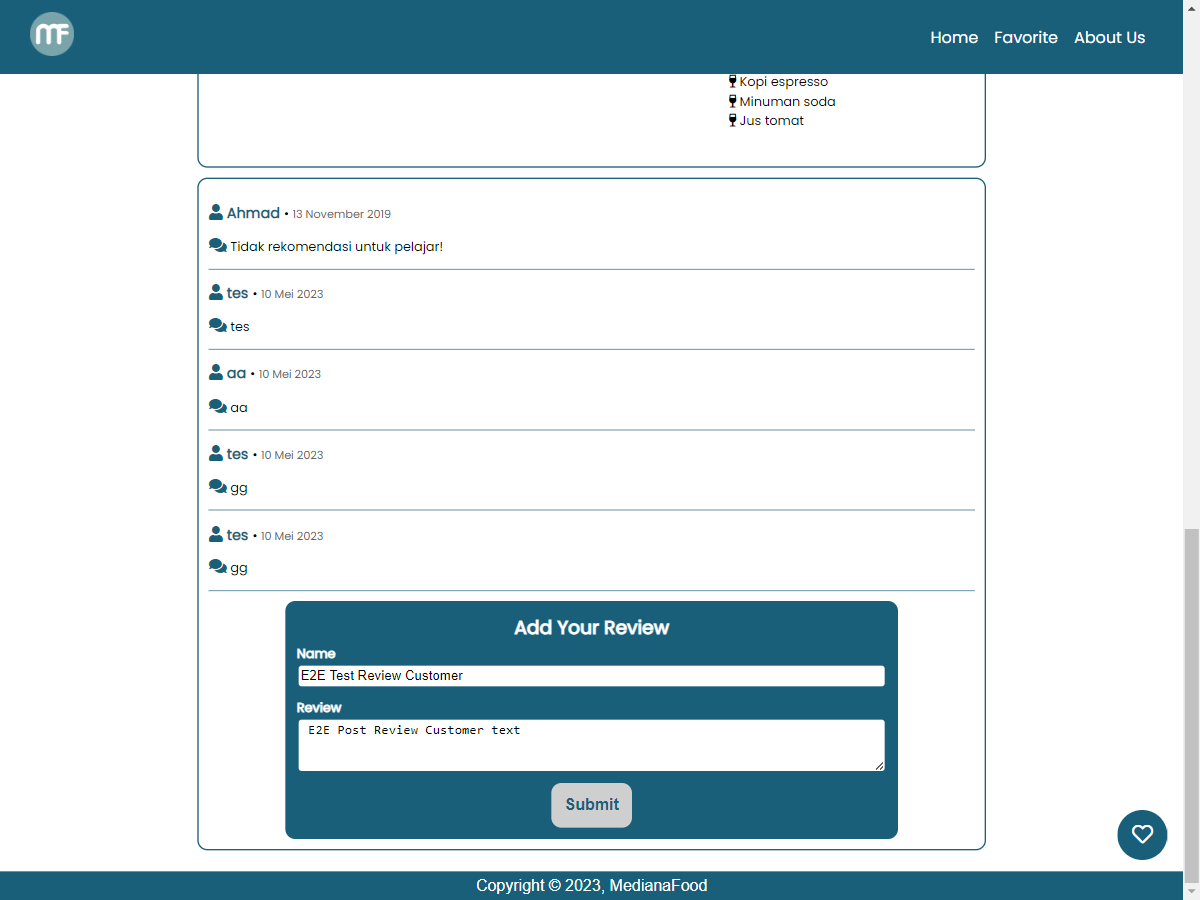 MF
Home Favorite About Us
Kopi espresso
Minuman soda
Jus tomat
Ahmad • 13 November 2019
Tidak rekomendasi untuk pelajar!
tes • 10 Mei 2023
tes
aa • 10 Mei 2023
aa
tes • 10 Mei 2023
gg
tes • 10 Mei 2023
gg
Add Your Review
Name
E2E Test Review Customer
Review
E2E Post Review Customer text
Submit
Copyright © 2023, MedianaFood